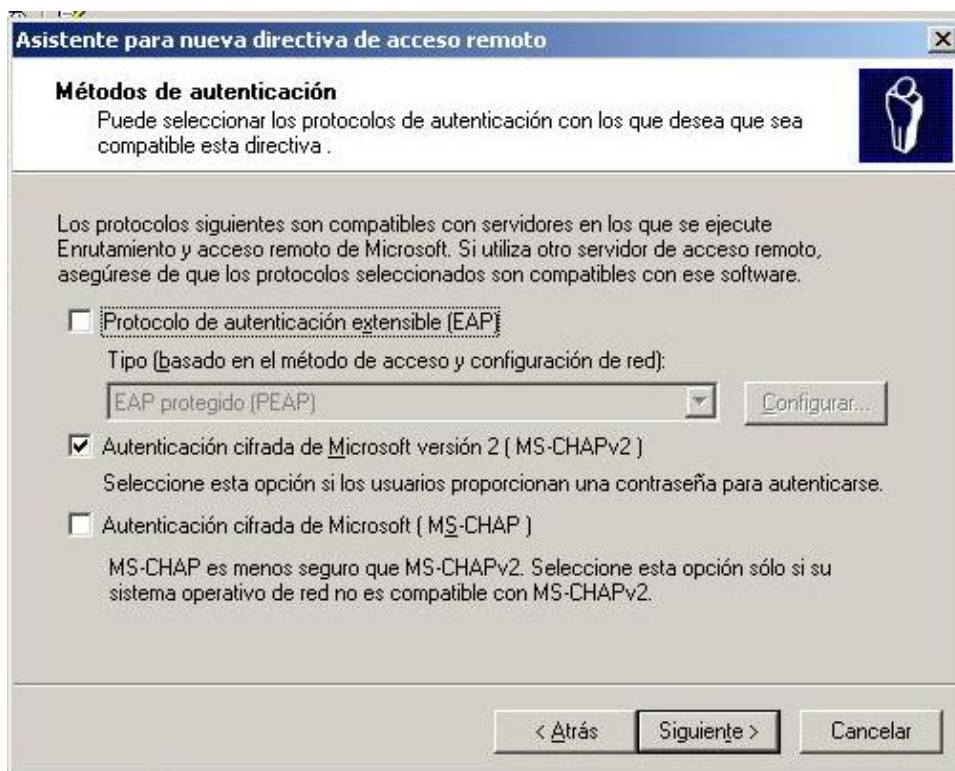 Asistente para nueva directiva de acceso remoto
Métodos de autenticación
Puede seleccionar los protocolos de autenticación con los que desea que sea
compatible esta directiva .
Los protocolos siguientes son compatibles con servidores en los que se ejecute
Enrutamiento y acceso remoto de Microsoft. Si utiliza otro servidor de acceso remoto,
asegúrese de que los protocolos seleccionados son compatibles con ese software.
Protocolo de autenticación extensible (EAP)
Tipo (basado en el método de acceso y configuración de red):
EAP protegido (PEAP)
Configurar...
Autenticación cifrada de Microsoft versión 2 ( MS-CHAPv2 )
Seleccione esta opción si los usuarios proporcionan una contraseña para autenticarse.
Autenticación cifrada de Microsoft ( MS-CHAP )
MS-CHAP es menos seguro que MS-CHAPv2. Seleccione esta opción sólo si su
sistema operativo de red no es compatible con MS-CHAPv2.
< Atrás Siguiente > Cancelar